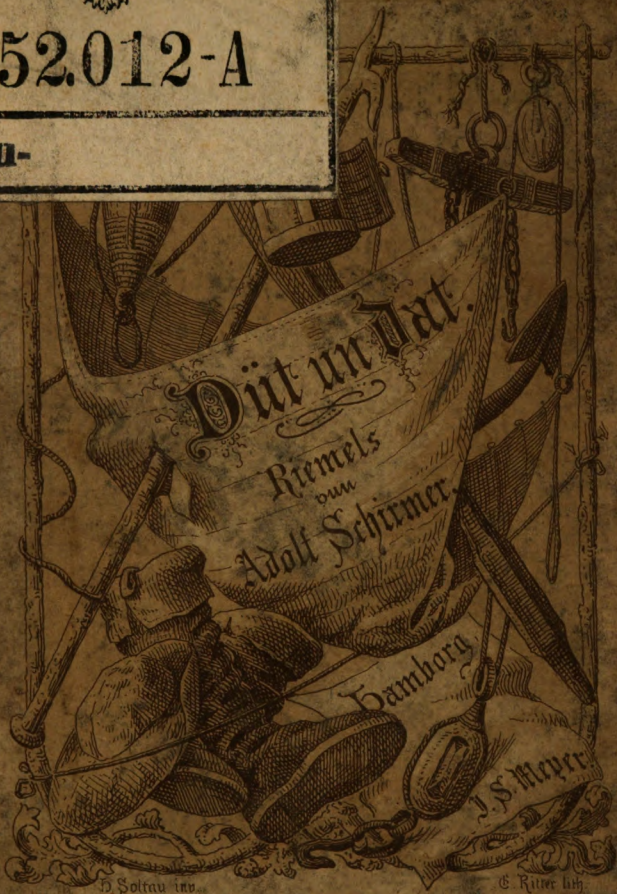 52.012-A
Düt un Dat.
Riemels
vun
Adolf Schirmer.
Hamborg
J. S. Meyer
H. Soltau inv.
C. Ritter lith.